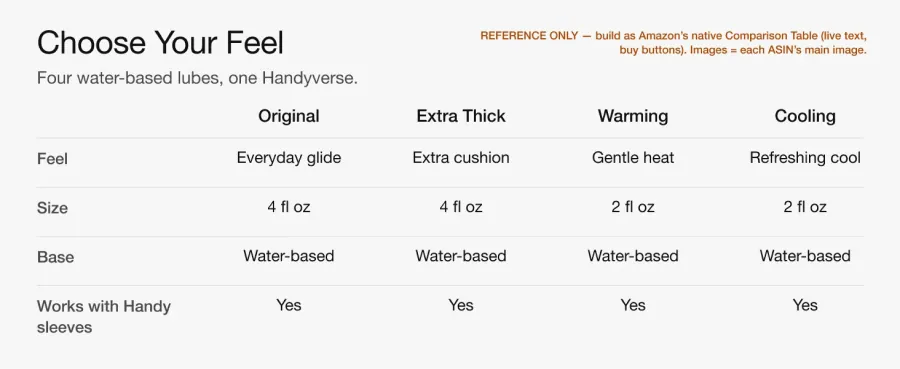 Choose Your Feel
REFERENCE ONLY — build as Amazon's native Comparison Table (live text,
buy buttons). Images = each ASIN's main image.
Four water-based lubes, one Handyverse.
Original Extra Thick Warming Cooling
Feel Everyday glide Extra cushion Gentle heat Refreshing cool
Size 4 fl oz 4 fl oz 2 fl oz 2 fl oz
Base Water-based Water-based Water-based Water-based
Works with Handy Yes Yes Yes Yes
sleeves